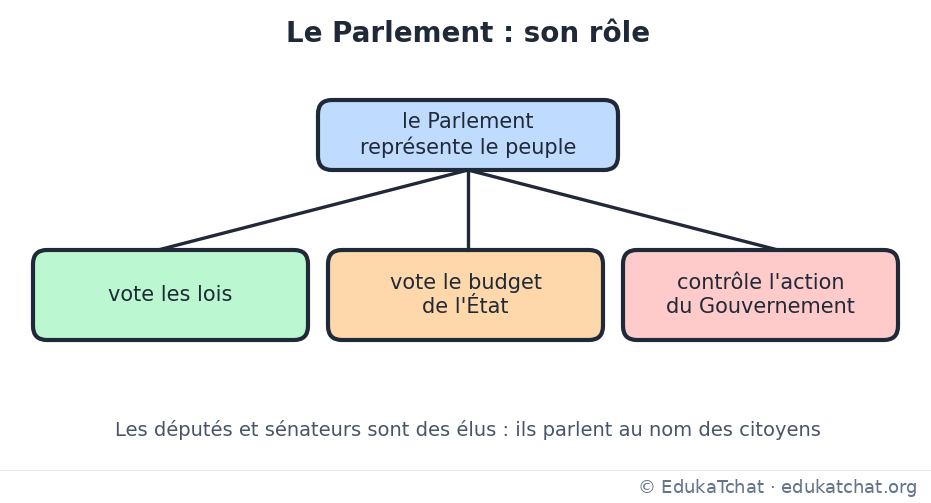 Le Parlement : son rôle
le Parlement
représente le peuple
vote les lois
vote le budget
de l'État
contrôle l'action
du Gouvernement
Les députés et sénateurs sont des élus : ils parlent au nom des citoyens
© EdukaTchat · edukatchat.org